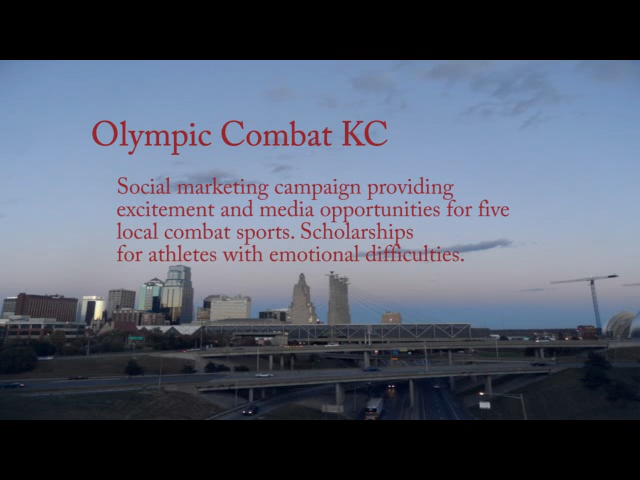 Olympic Combat KC
Social marketing campaign providing
excitement and media opportunities for five
local combat sports. Scholarships
for athletes with emotional difficulties.